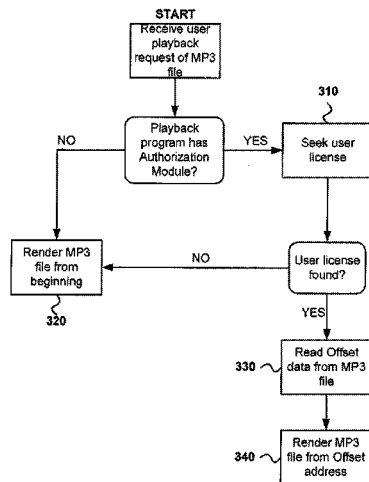 START
Receive user
playback
request of MP3
file
310
NO
Playback
program has
Authorization
Module?
YES
Seek user
license
Render MP3
file from
beginning
320
NO
User license
found?
YES
330
Read Offset
data from MP3
file
340
Render MP3
file from Offset
address